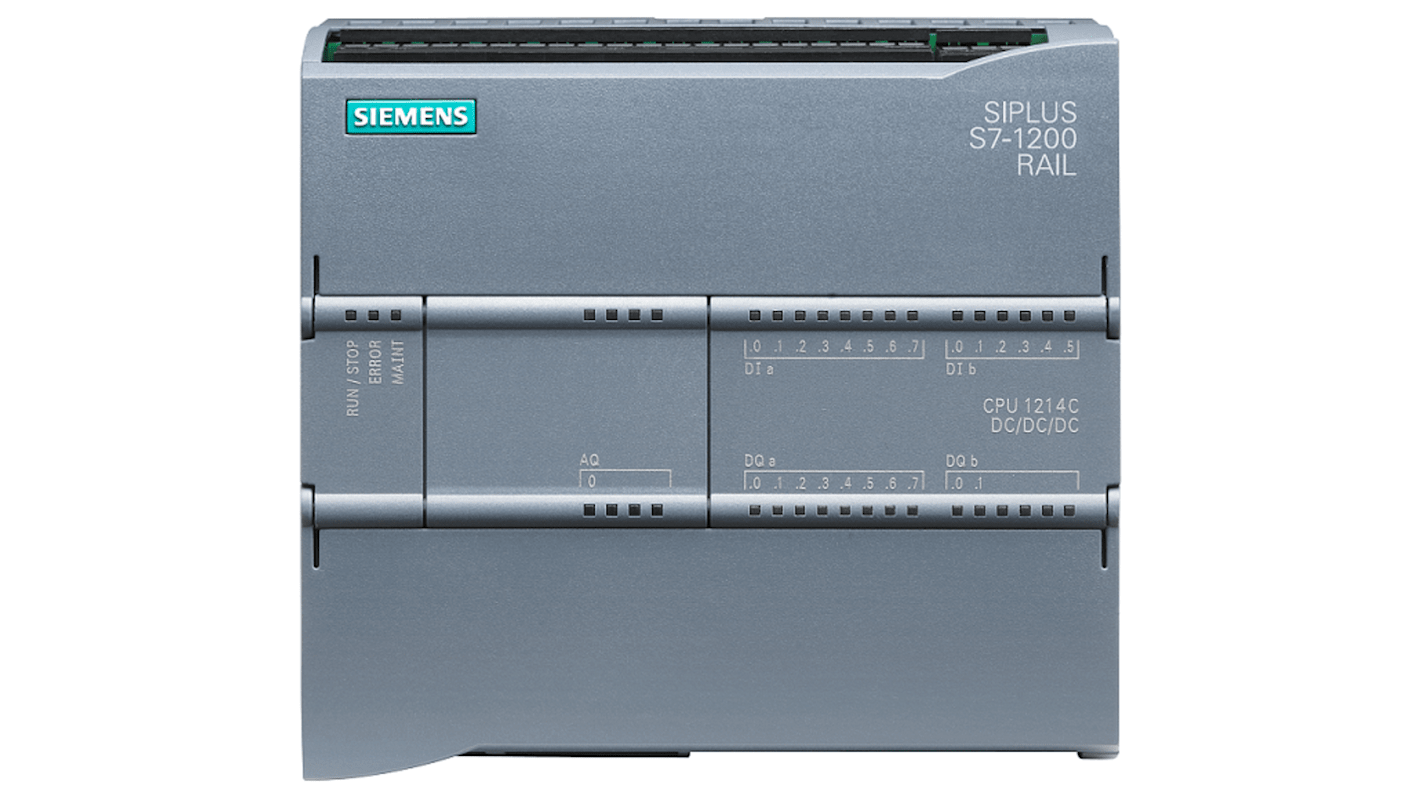 SIEMENS
SIPLUS
S7-1200
RAIL
RUN / STOP
ERROR
MAINT
.0 .1 .2 .3 .4 .5 .6 .7
DI a
.0 .1 .2 .3 .4 .5
DI b
CPU 1214C
DC/DC/DC
AQ
0
DQ a
.0 .1 .2 .3 .4 .5 .6 .7
DQ b
.0 .1